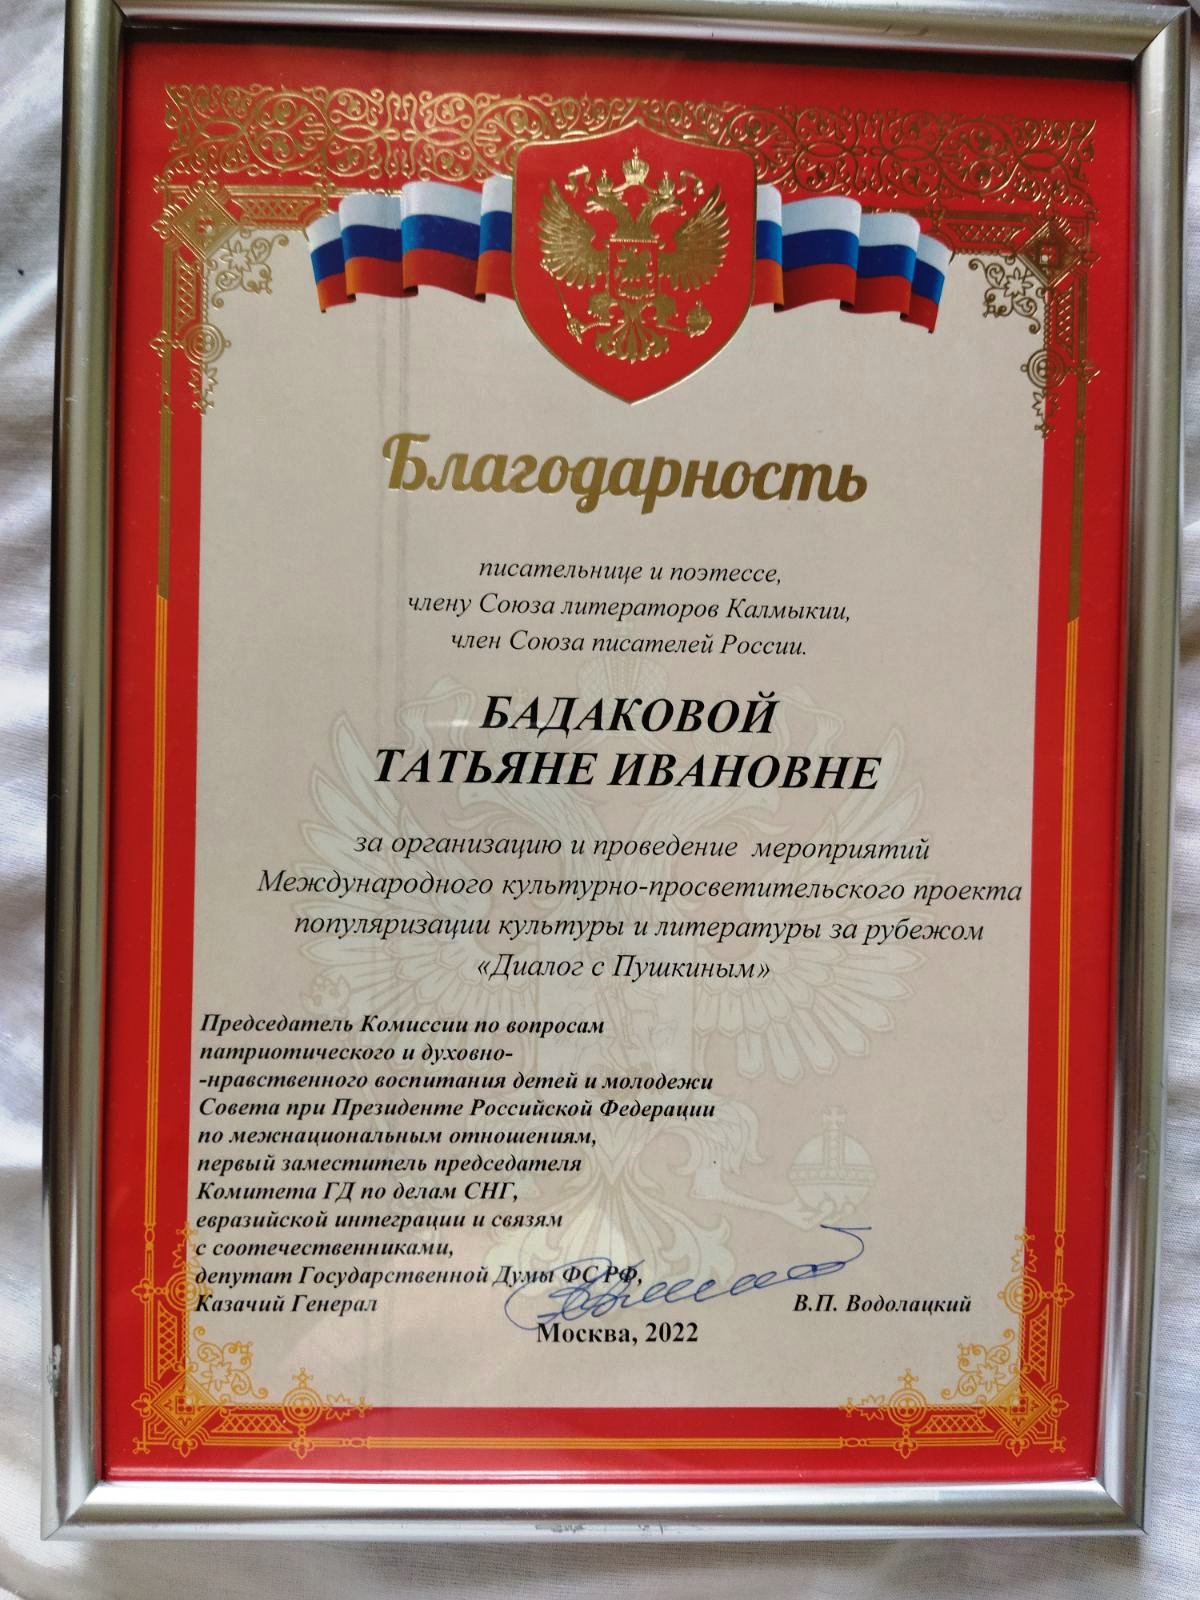 Благодарность
писательнице и поэтессе,
члену Союза литераторов Калмыкии,
член Союза писателей России.
БАДАКОВОЙ
ТАТЬЯНЕ ИВАНОВНЕ
за организацию и проведение мероприятий
Международного культурно-просветительского проекта
популяризации культуры и литературы за рубежом
«Диалог с Пушкиным»
Председатель Комиссии по вопросам
патриотического и духовно-
-нравственного воспитания детей и молодежи
Совета при Президенте Российской Федерации
по межнациональным отношениям,
первый заместитель председателя
Комитета ГД по делам СНГ,
евразийской интеграции и связям
с соотечественниками,
депутат Государственной Думы ФС РФ,
Казачий Генерал В.П. Водолацкий
Москва, 2022